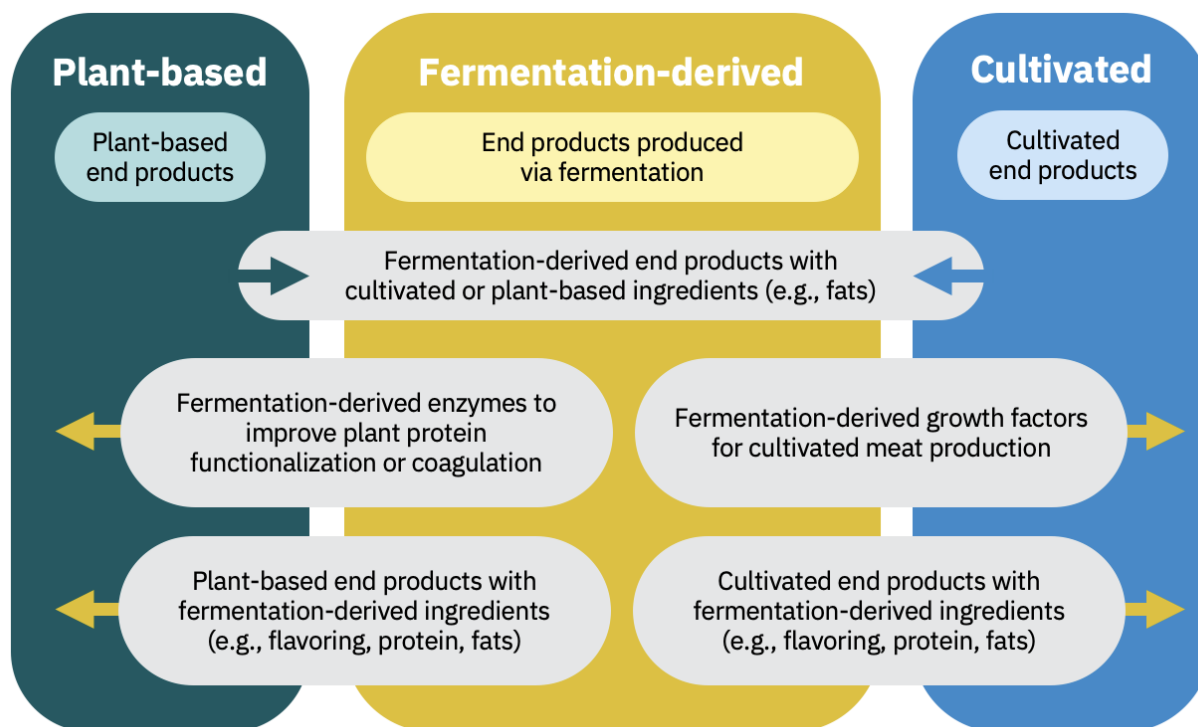 Plant-based
Fermentation-derived
Cultivated
Plant-based
end products
End products produced
via fermentation
Cultivated
end products
Fermentation-derived end products with
cultivated or plant-based ingredients (e.g., fats)
Fermentation-derived enzymes to
improve plant protein
functionalization or coagulation
Fermentation-derived growth factors
for cultivated meat production
Plant-based end products with
fermentation-derived ingredients
(e.g., flavoring, protein, fats)
Cultivated end products with
fermentation-derived ingredients
(e.g., flavoring, protein, fats)